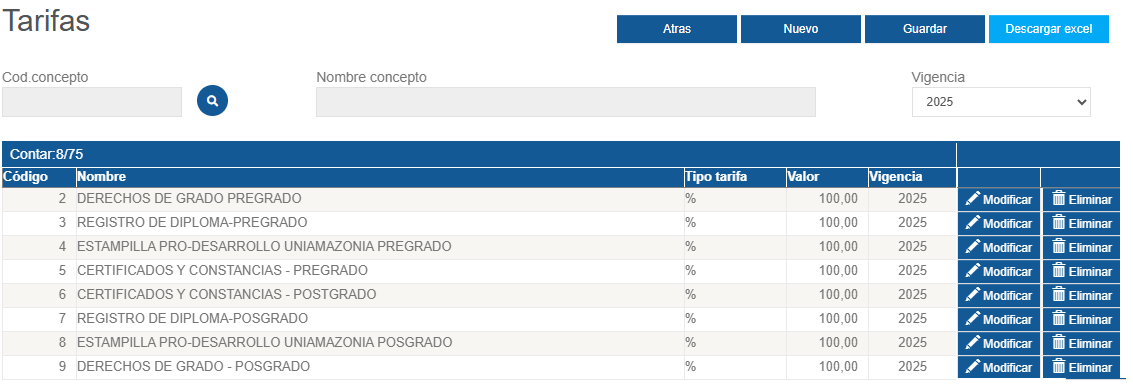 Tarifas
Atras Nuevo Guardar Descargar excel
Cod.concepto Nombre concepto Vigencia
2025
Contar:8/75
Código Nombre Tipo tarifa Valor Vigencia
2 DERECHOS DE GRADO PREGRADO % 100,00 2025 Modificar Eliminar
3 REGISTRO DE DIPLOMA-PREGRADO % 100,00 2025 Modificar Eliminar
4 ESTAMPILLA PRO-DESARROLLO UNIAMAZONIA PREGRADO % 100,00 2025 Modificar Eliminar
5 CERTIFICADOS Y CONSTANCIAS - PREGRADO % 100,00 2025 Modificar Eliminar
6 CERTIFICADOS Y CONSTANCIAS - POSTGRADO % 100,00 2025 Modificar Eliminar
7 REGISTRO DE DIPLOMA-POSGRADO % 100,00 2025 Modificar Eliminar
8 ESTAMPILLA PRO-DESARROLLO UNIAMAZONIA POSGRADO % 100,00 2025 Modificar Eliminar
9 DERECHOS DE GRADO - POSGRADO % 100,00 2025 Modificar Eliminar